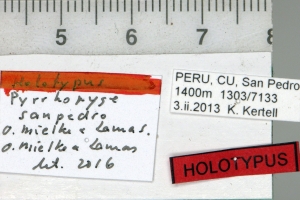 5 6 7 8
Holotypus
Pyrrhopyge
sanpedro
O. Mielke & Lamas.
O. Mielke & Lamas
det. 2016
PERU, CU, San Pedro
1400m 1303/7133
3.ii.2013 K. Kertell
HOLOTYPUS